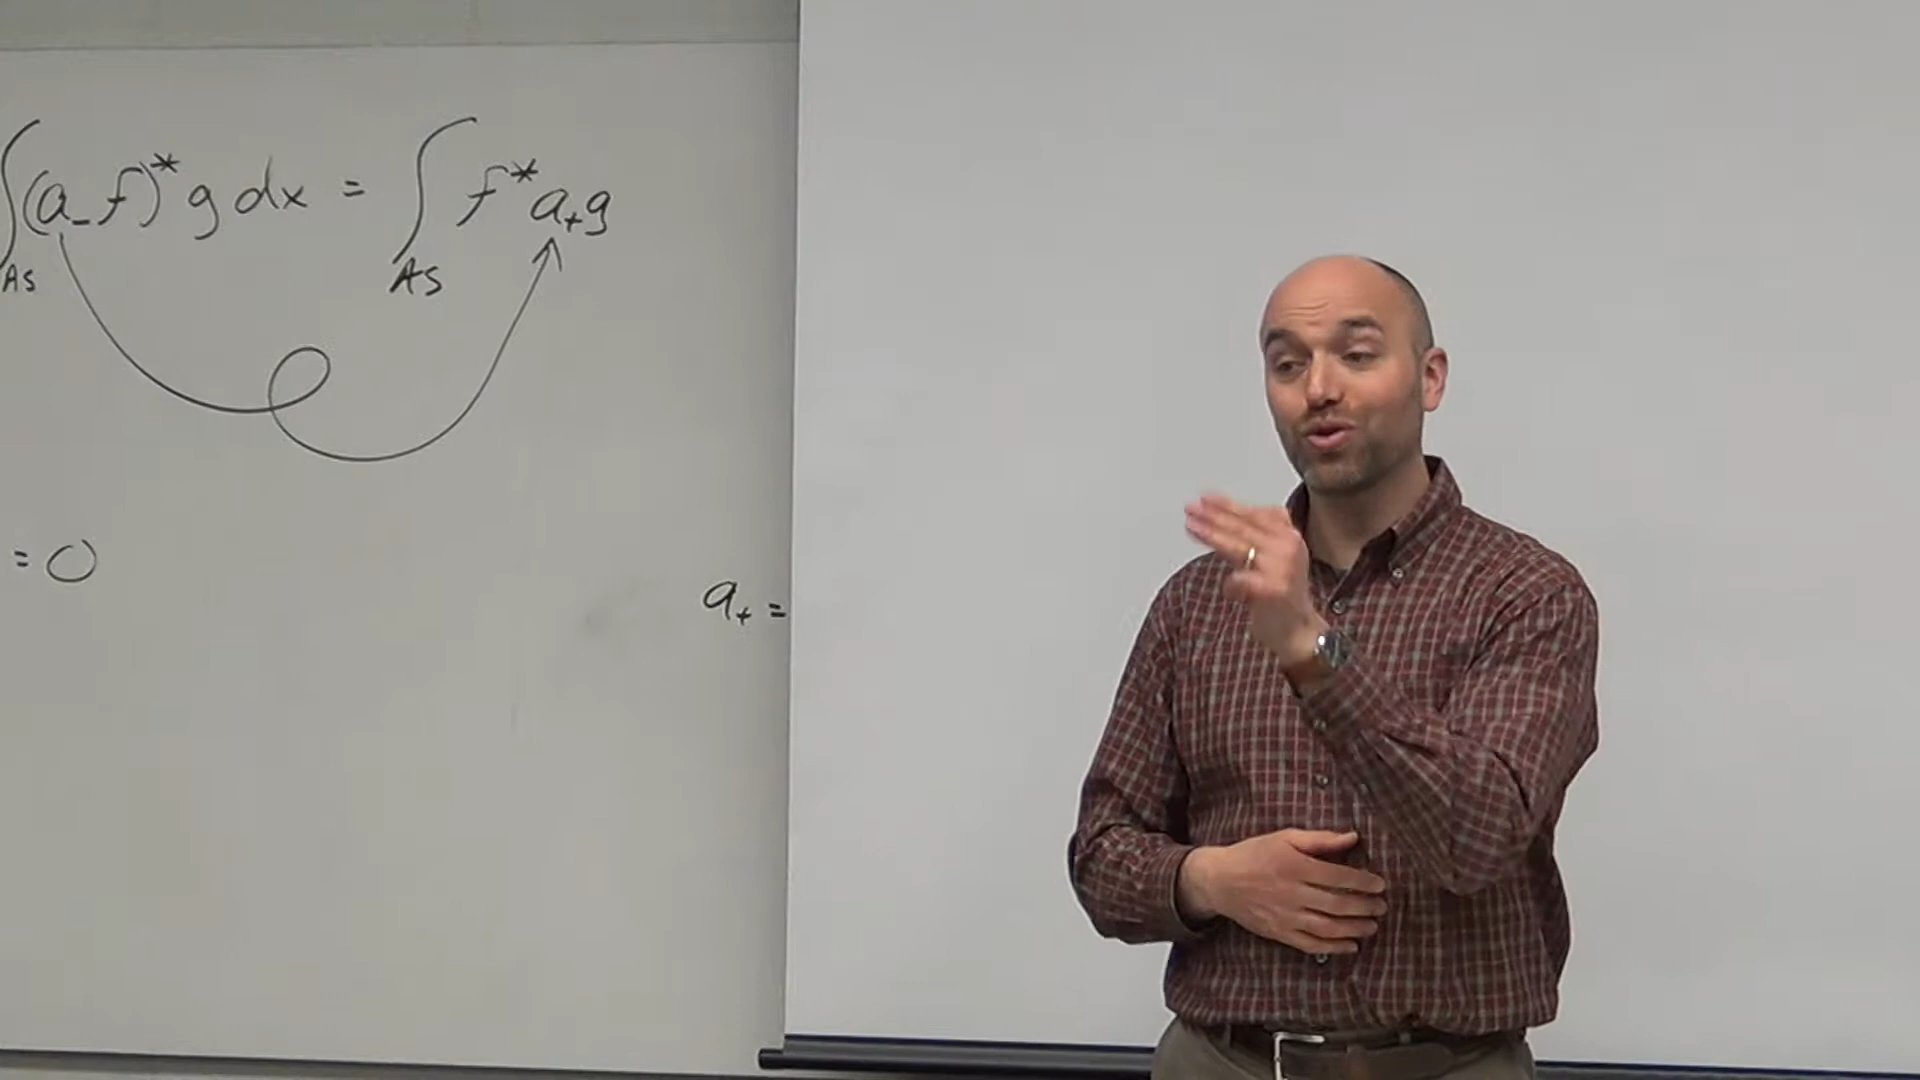 ∫(a₋f)* g dx = ∫ f* a₊g
AS AS
= 0
a₊ =